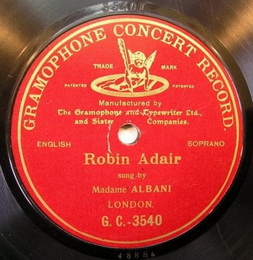 GRAMOPHONE CONCERT RECORD.
TRADE MARK
PATENTED PATENTED
Manufactured by
The Gramophone and Typewriter Ltd.,
and Sister Companies.
ENGLISH SOPRANO
Robin Adair
sung by
Madame ALBANI
LONDON.
G. C.-3540